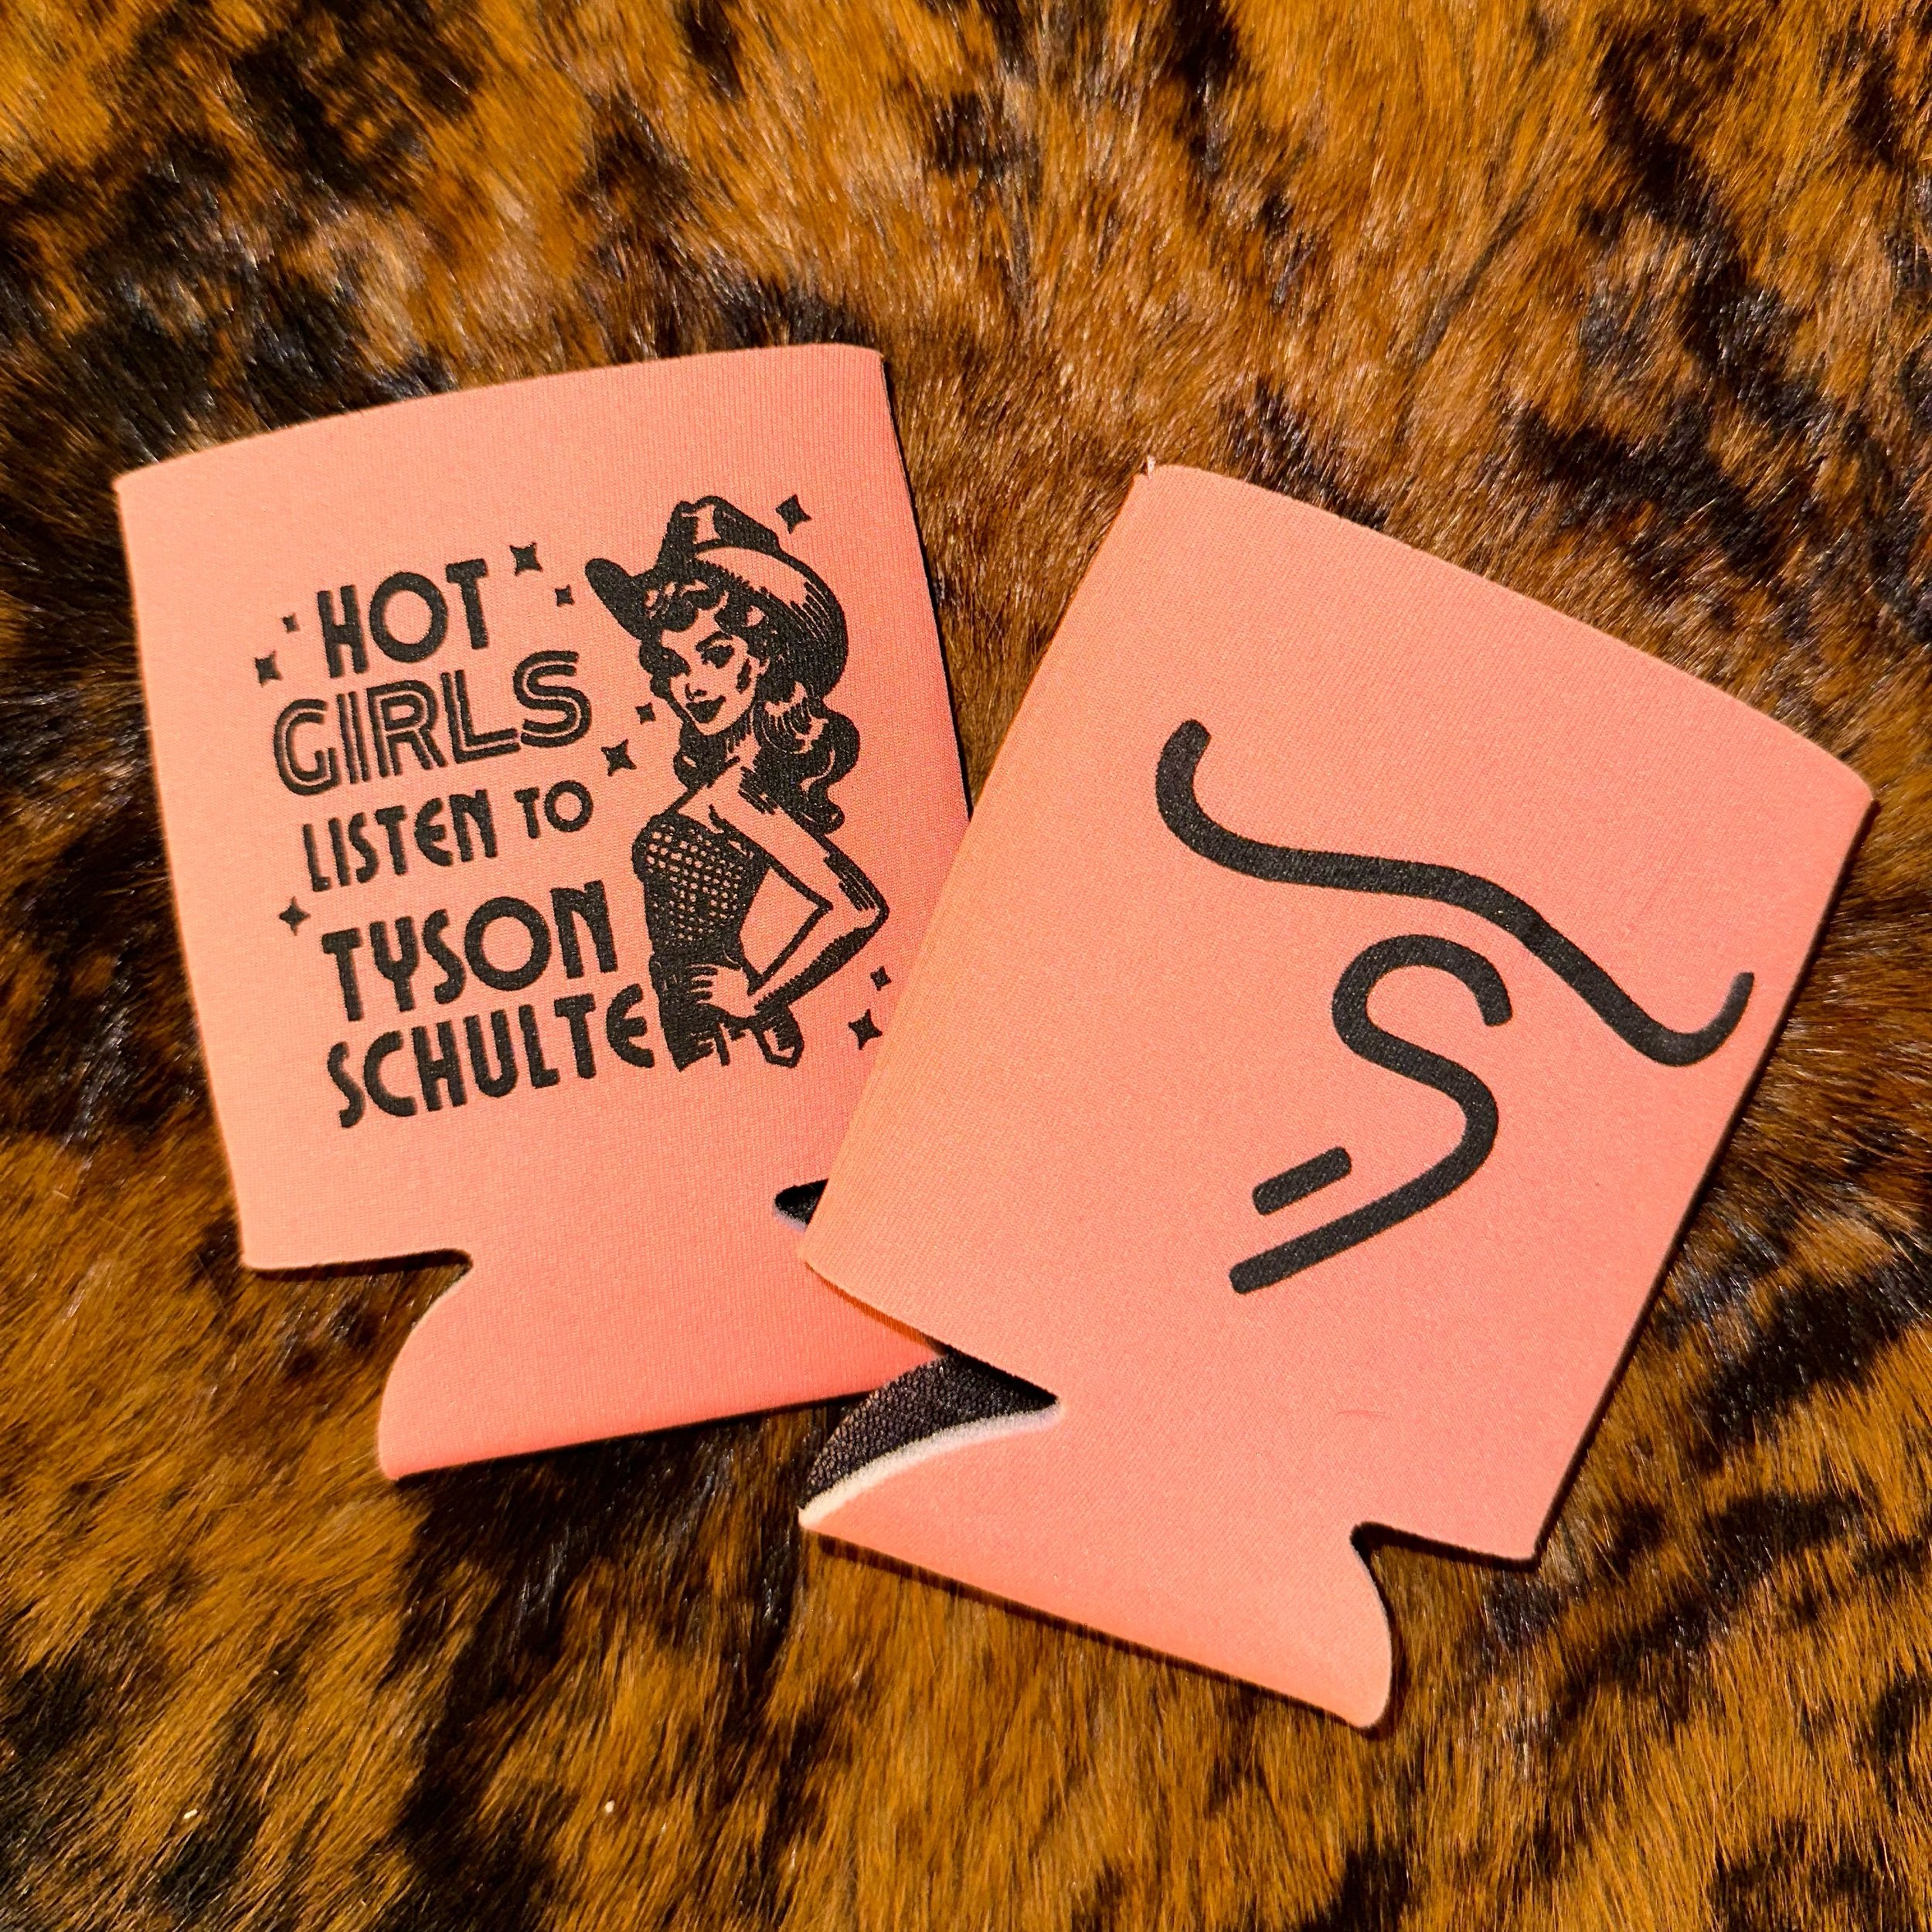 HOT
GIRLS
LISTEN TO
TYSON
SCHULTE